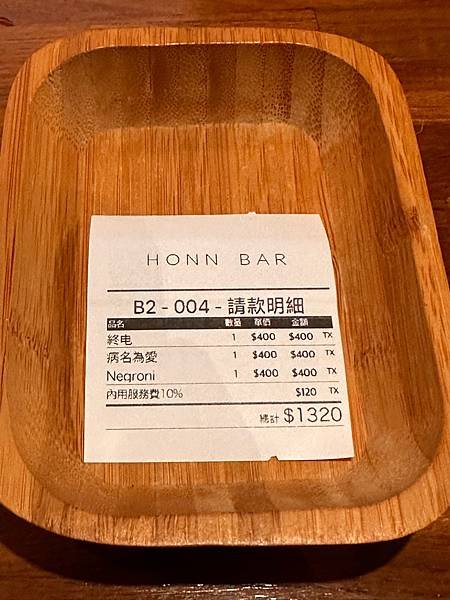 HONN BAR
B2 - 004 - 請款明細
品名 數量 單價 金額
終电 1 $400 $400 TX
病名為愛 1 $400 $400 TX
Negroni 1 $400 $400 TX
內用服務費10% $120 TX
總計 $1320